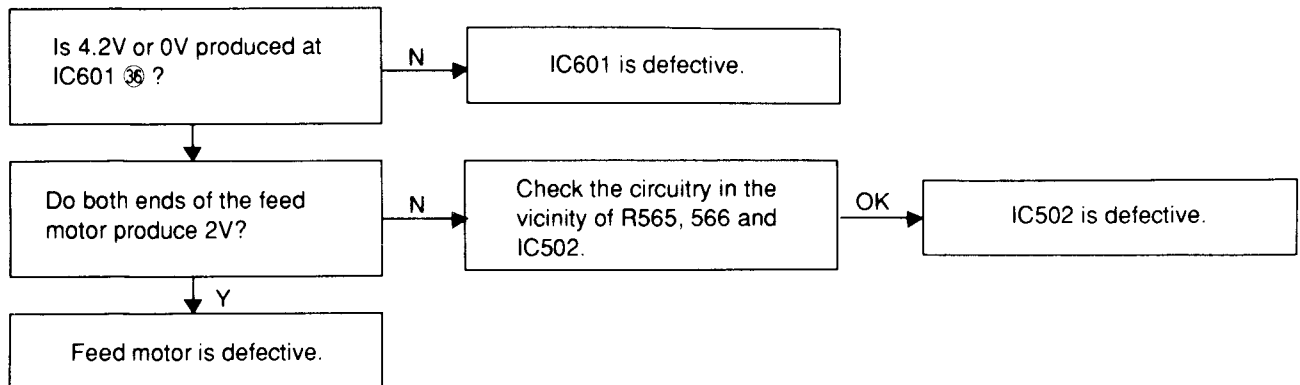 Is 4.2V or 0V produced at
IC601 ㊱ ?
N
IC601 is defective.
Do both ends of the feed
motor produce 2V?
N
Check the circuitry in the
vicinity of R565, 566 and
IC502.
OK
IC502 is defective.
Y
Feed motor is defective.